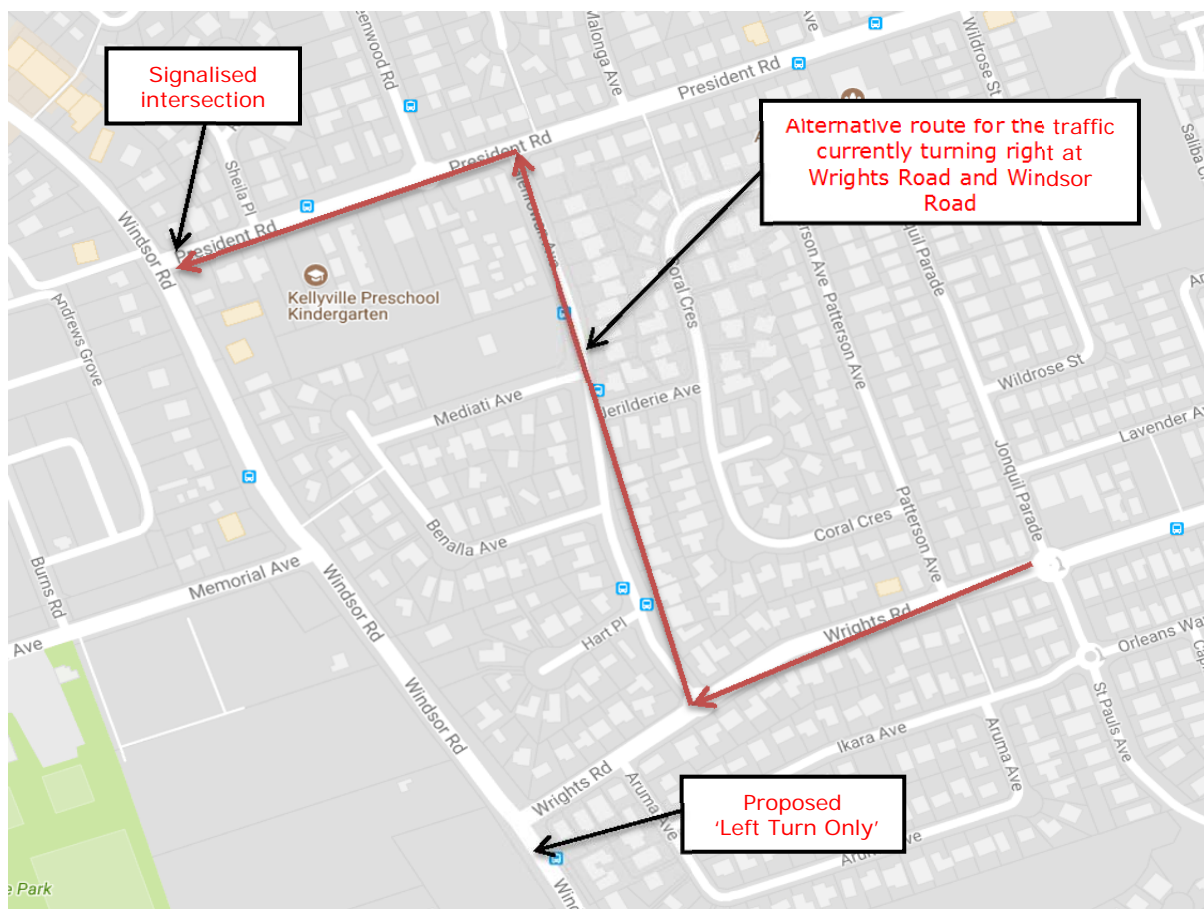 Signalised
intersection
Alternative route for the traffic
currently turning right at
Wrights Road and Windsor
Road
Proposed
'Left Turn Only'
Malonga Ave
Wildrose St
President Rd
President Rd
President Rd
Sheila Pl
Windsor Rd
Kellyville Preschool
Kindergarten
Andrews Grove
Coral Cres
Patterson Ave
Patterson Ave
Jonquil Parade
Wildrose St
Lavender
Mediati Ave
Jerilderie Ave
Benalla Ave
Coral Cres
Burns Rd
Memorial Ave
Ave
Windsor Rd
Windsor Rd
Hart Pl
Wrights Rd
Wrights Rd
Orleans
St Pauls Ave
Ikara Ave
Aruma Ave
Aruma Ave
Park